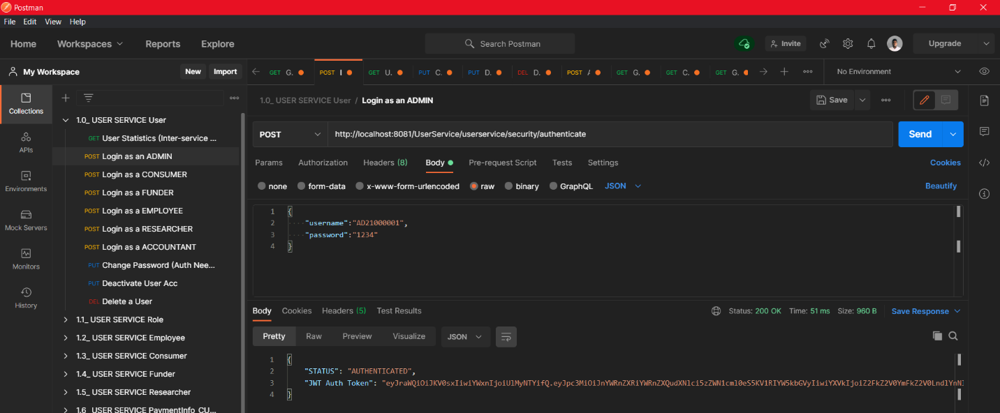 Postman
File Edit View Help
Home Workspaces Reports Explore Search Postman Invite Upgrade
My Workspace New Import
GET G. POST I GET U. PUT C. PUT D. DEL D. POST GET G. GET C. GET G. No Environment
Collections
APIs
Environments
Mock Servers
Monitors
History
1.0_ USER SERVICE User
GET User Statistics (Inter-service ...
POST Login as an ADMIN
POST Login as a CONSUMER
POST Login as a FUNDER
POST Login as a EMPLOYEE
POST Login as a RESEARCHER
POST Login as a ACCOUNTANT
PUT Change Password (Auth Nee...
PUT Deactivate User Acc
DEL Delete a User
1.1_ USER SERVICE Role
1.2_ USER SERVICE Employee
1.3_ USER SERVICE Consumer
1.4_ USER SERVICE Funder
1.5_ USER SERVICE Researcher
1.6 USER SERVICE PaymentInfo CU...
1.0_ USER SERVICE User / Login as an ADMIN Save
POST http://localhost:8081/UserService/userservice/security/authenticate Send
Params Authorization Headers (8) Body Pre-request Script Tests Settings Cookies
none form-data x-www-form-urlencoded raw binary GraphQL JSON Beautify
1 {
2 "username":"AD21000001",
3 "password":"1234"
4 }
Body Cookies Headers (5) Test Results Status: 200 OK Time: 51 ms Size: 960 B Save Response
Pretty Raw Preview Visualize JSON
1 {
2 "STATUS": "AUTHENTICATED",
3 "JWT Auth Token":
4 }